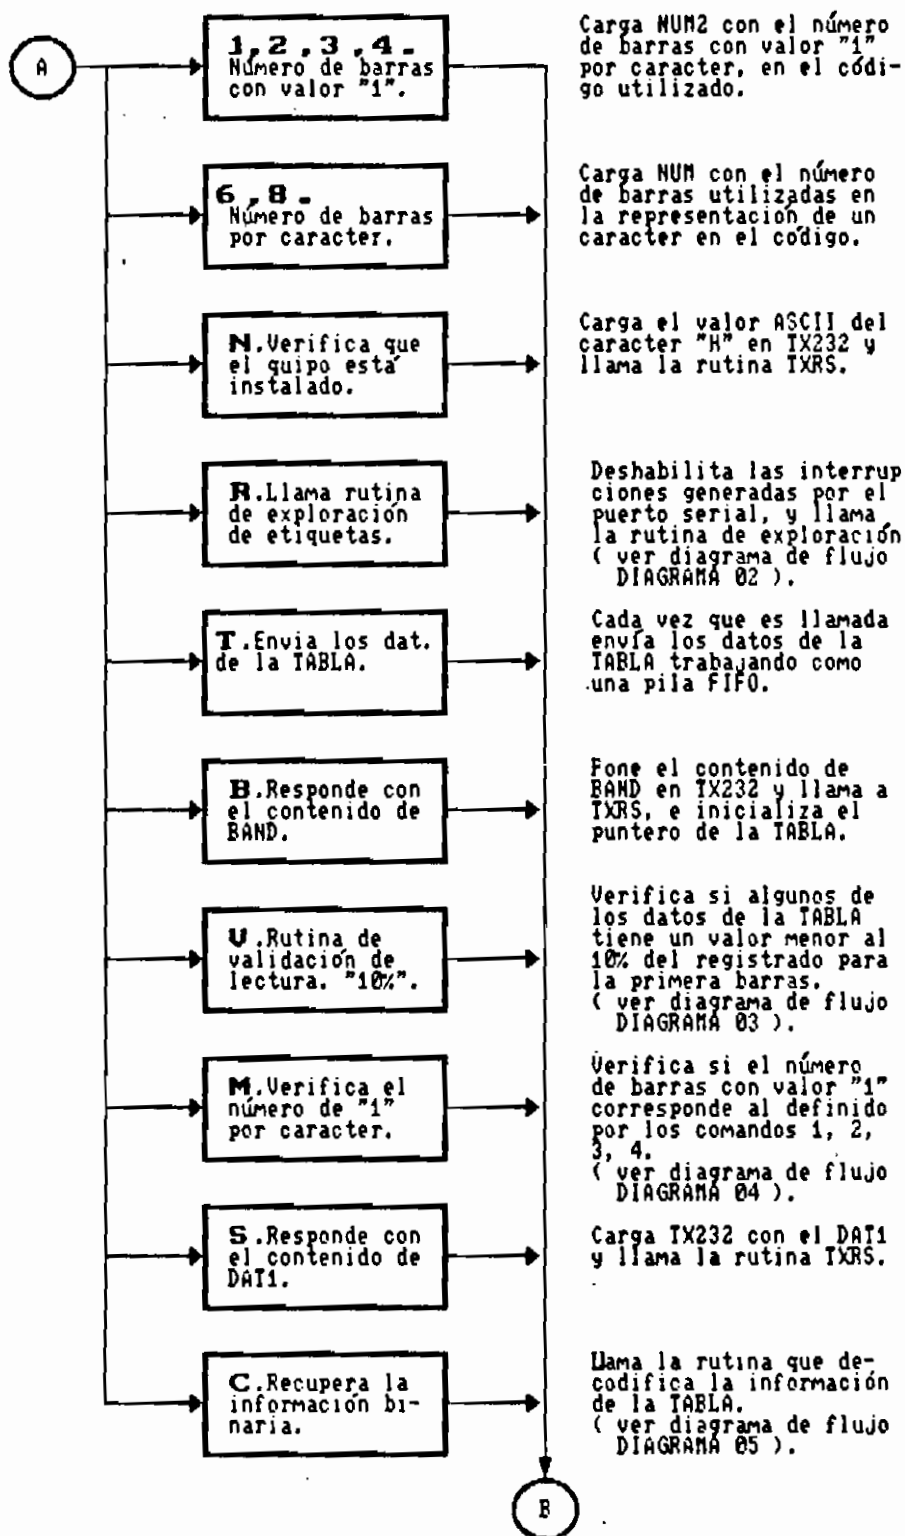 A
1,2,3,4.
Número de barras
con valor "1".
Carga NUM2 con el número
de barras con valor "1"
por caracter, en el códi-
go utilizado.
6,8.
Número de barras
por caracter.
Carga NUM con el número
de barras utilizadas en
la representación de un
caracter en el código.
N.Verifica que
el quipo está
instalado.
Carga el valor ASCII del
caracter "H" en TX232 y
llama la rutina TXRS.
R.Llama rutina
de exploración
de etiquetas.
Deshabilita las interrup
ciones generadas por el
puerto serial, y llama
la rutina de exploración
( ver diagrama de flujo
DIAGRAMA 02 ).
T.Envia los dat.
de la TABLA.
Cada vez que es llamada
envía los datos de la
TABLA trabajando como
una pila FIFO.
B.Responde con
el contenido de
BAND.
Pone el contenido de
BAND en TX232 y llama a
TXRS, e inicializa el
puntero de la TABLA.
V.Rutina de
validación de
lectura. "10%".
Verifica si algunos de
los datos de la TABLA
tiene un valor menor al
10% del registrado para
la primera barras.
( ver diagrama de flujo
DIAGRAMA 03 ).
M.Verifica el
número de "1"
por caracter.
Verifica si el número
de barras con valor "1"
corresponde al definido
por los comandos 1, 2,
3, 4.
( ver diagrama de flujo
DIAGRAMA 04 ).
S.Responde con
el contenido de
DAT1.
Carga TX232 con el DAT1
y llama la rutina TXRS.
C.Recupera la
información bi-
naria.
Llama la rutina que de-
codifica la información
de la TABLA.
( ver diagrama de flujo
DIAGRAMA 05 ).
B